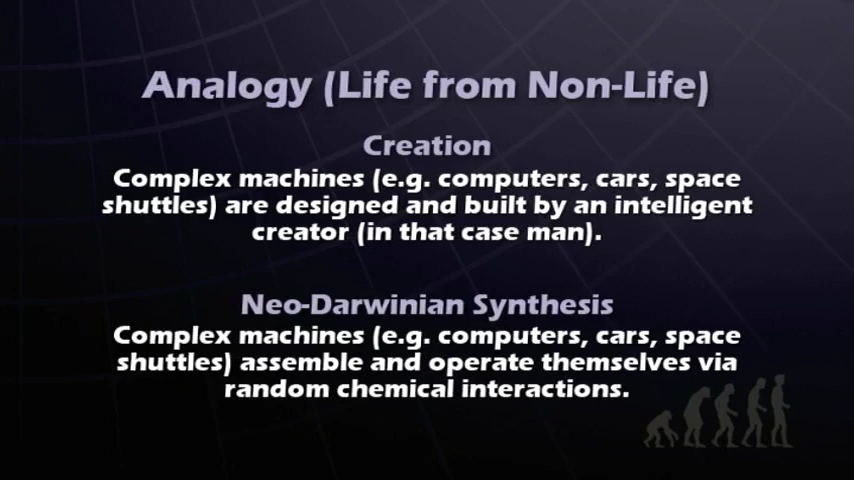 Analogy (Life from Non-Life)
Creation
Complex machines (e.g. computers, cars, space
shuttles) are designed and built by an intelligent
creator (in that case man).
Neo-Darwinian Synthesis
Complex machines (e.g. computers, cars, space
shuttles) assemble and operate themselves via
random chemical interactions.